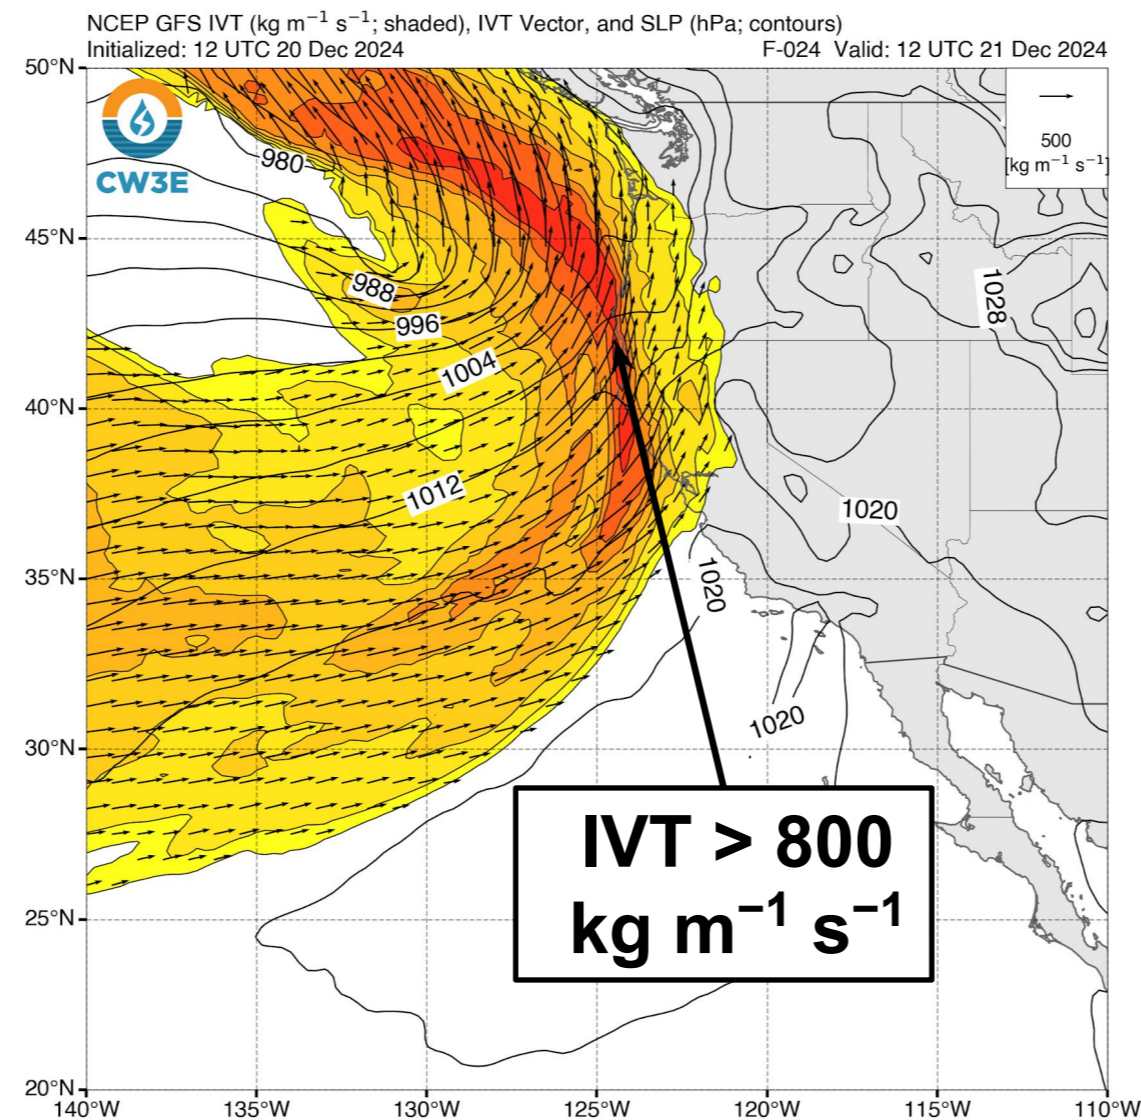 NCEP GFS IVT (kg m⁻¹ s⁻¹; shaded), IVT Vector, and SLP (hPa; contours)
Initialized: 12 UTC 20 Dec 2024 F-024 Valid: 12 UTC 21 Dec 2024
50°N
500
[kg m⁻¹ s⁻¹]
CW3E
980
45°N
988
1028
996
1004
40°N
1012
1020
35°N
1020
1020
30°N
IVT > 800
kg m⁻¹ s⁻¹
25°N
20°N
140°W 135°W 130°W 125°W 120°W 115°W 110°W